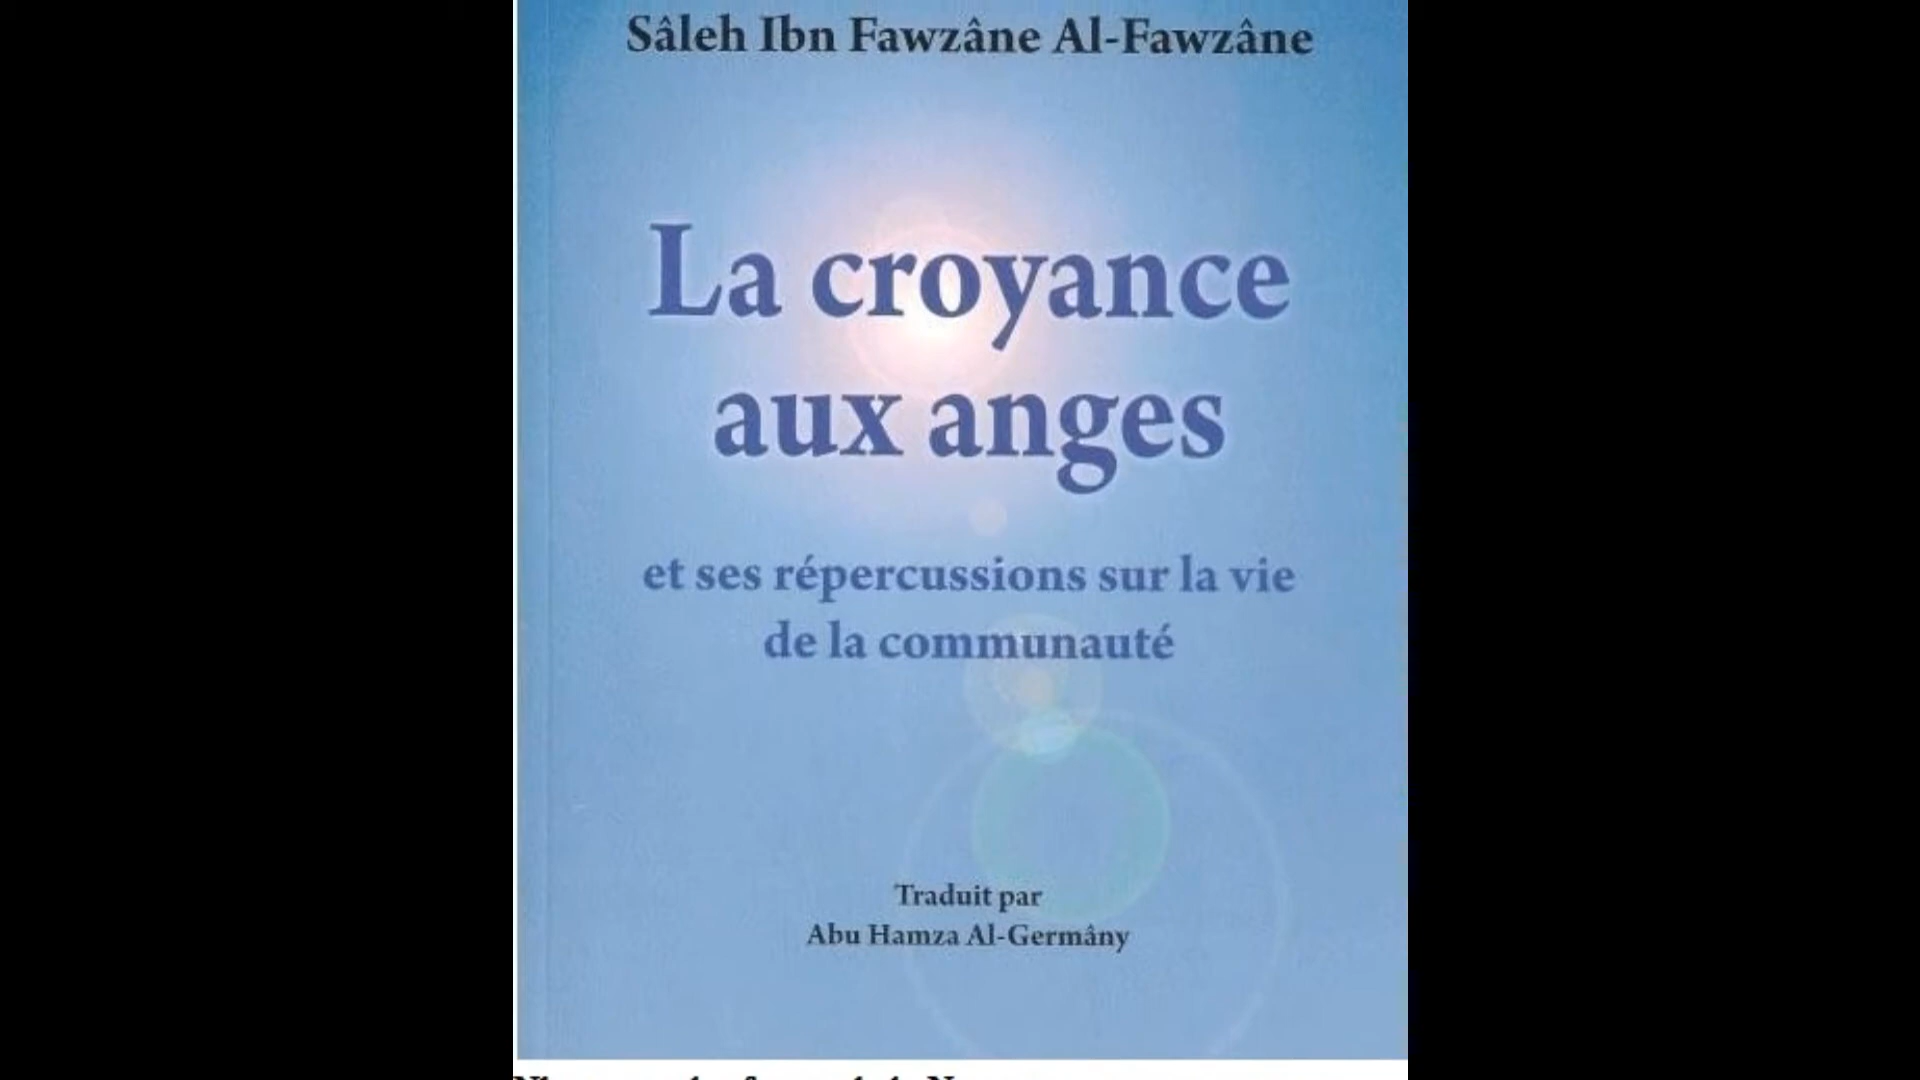 Sâleh Ibn Fawzâne Al-Fawzâne
La croyance
aux anges
et ses répercussions sur la vie
de la communauté
Traduit par
Abu Hamza Al-Germâny